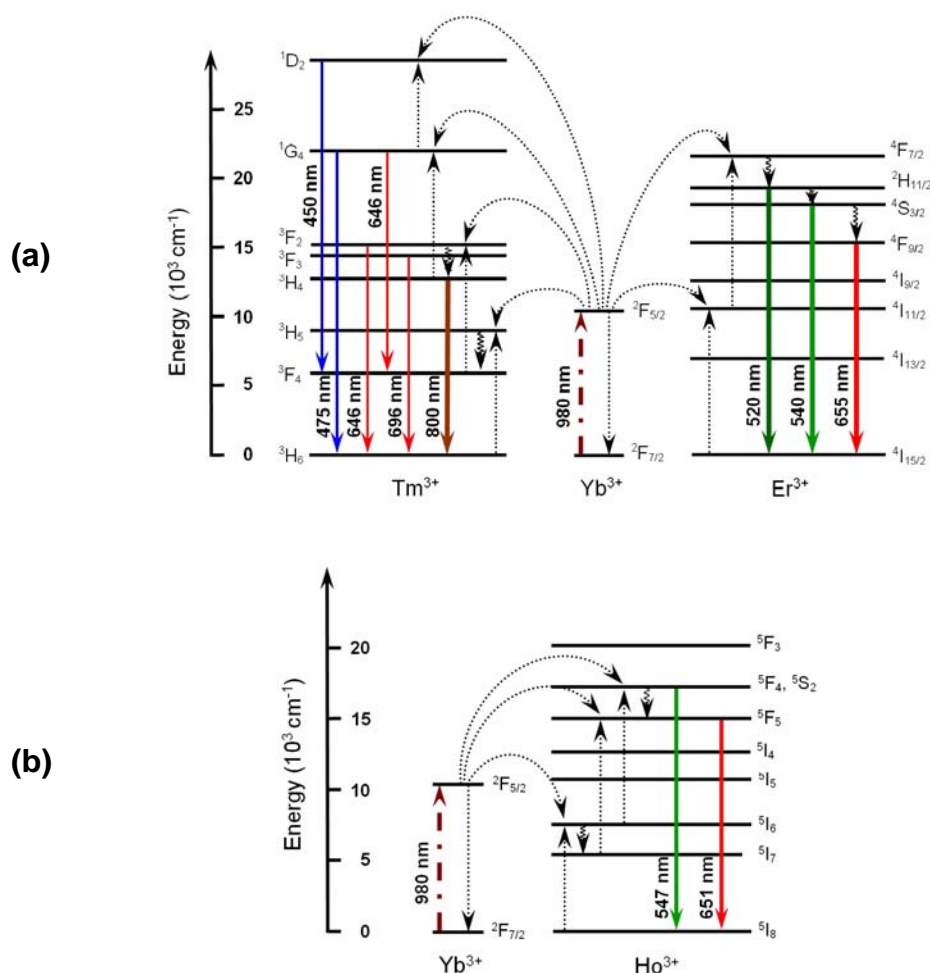 (a)
Energy (10³ cm⁻¹)
25
20
15
10
5
0
¹D₂
¹G₄
³F₂
³F₃
³H₄
³H₅
³F₄
³H₆
450 nm
475 nm
646 nm
646 nm
696 nm
800 nm
Tm³⁺
980 nm
²F₅/₂
²F₇/₂
Yb³⁺
⁴F₇/₂
²H₁₁/₂
⁴S₃/₂
⁴F₉/₂
⁴I₉/₂
⁴I₁₁/₂
⁴I₁₃/₂
⁴I₁₅/₂
520 nm
540 nm
655 nm
Er³⁺
(b)
Energy (10³ cm⁻¹)
20
15
10
5
0
980 nm
²F₅/₂
²F₇/₂
Yb³⁺
⁵F₃
⁵F₄, ⁵S₂
⁵F₅
⁵I₄
⁵I₅
⁵I₆
⁵I₇
⁵I₈
547 nm
651 nm
Ho³⁺